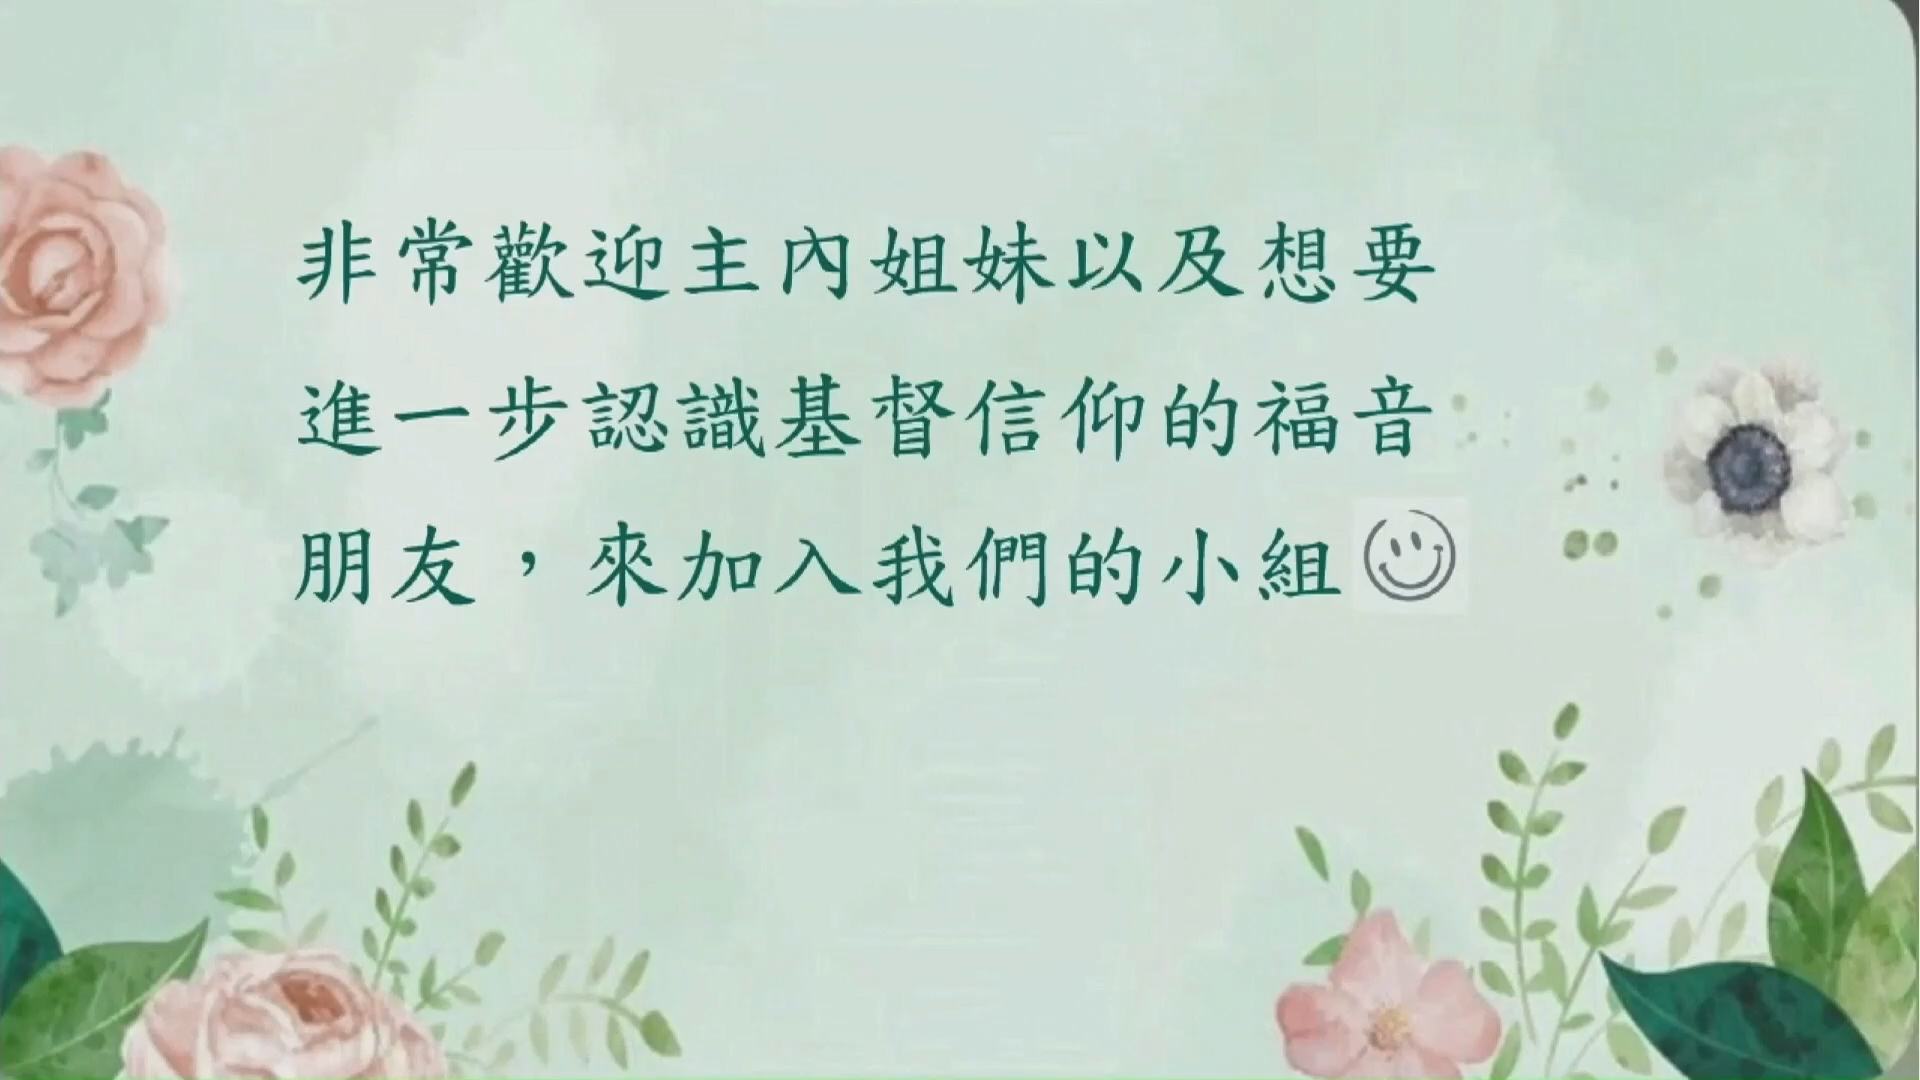 非常歡迎主內姐妹以及想要
進一步認識基督信仰的福音
朋友，來加入我們的小組